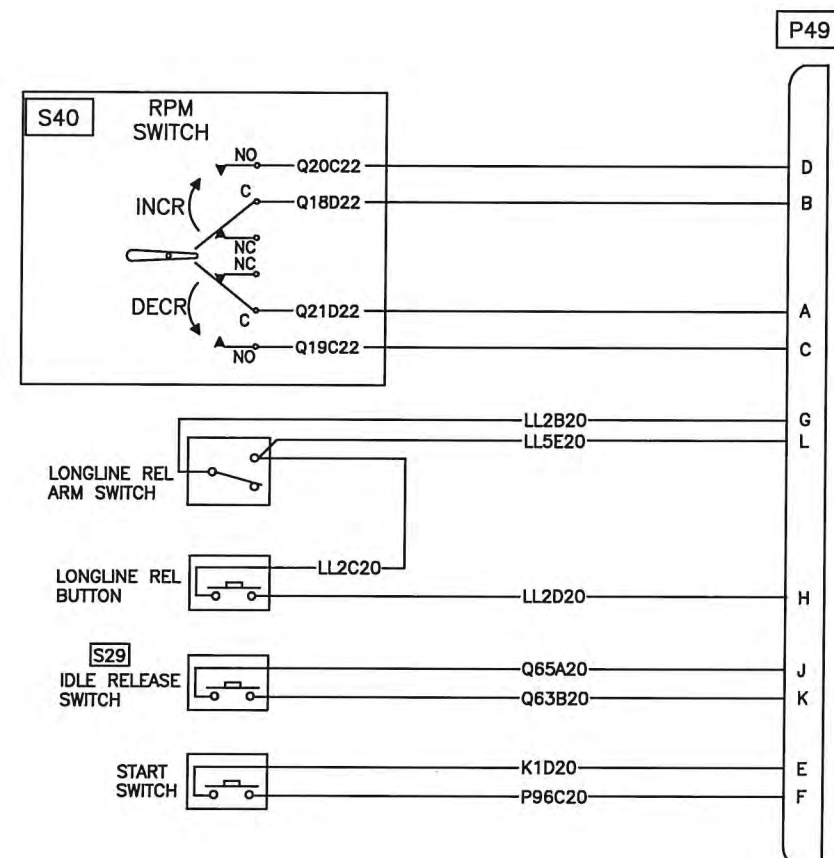 P49
S40
RPM
SWITCH
NO
Q20C22
D
C
Q18D22
B
INCR
NC
NC
DECR
Q21D22
A
C
Q19C22
C
NO
LL2B20
G
LL5E20
L
LONGLINE REL
ARM SWITCH
LL2C20
LONGLINE REL
BUTTON
LL2D20
H
S29
IDLE RELEASE
SWITCH
Q65A20
J
Q63B20
K
START
SWITCH
K1D20
E
P96C20
F